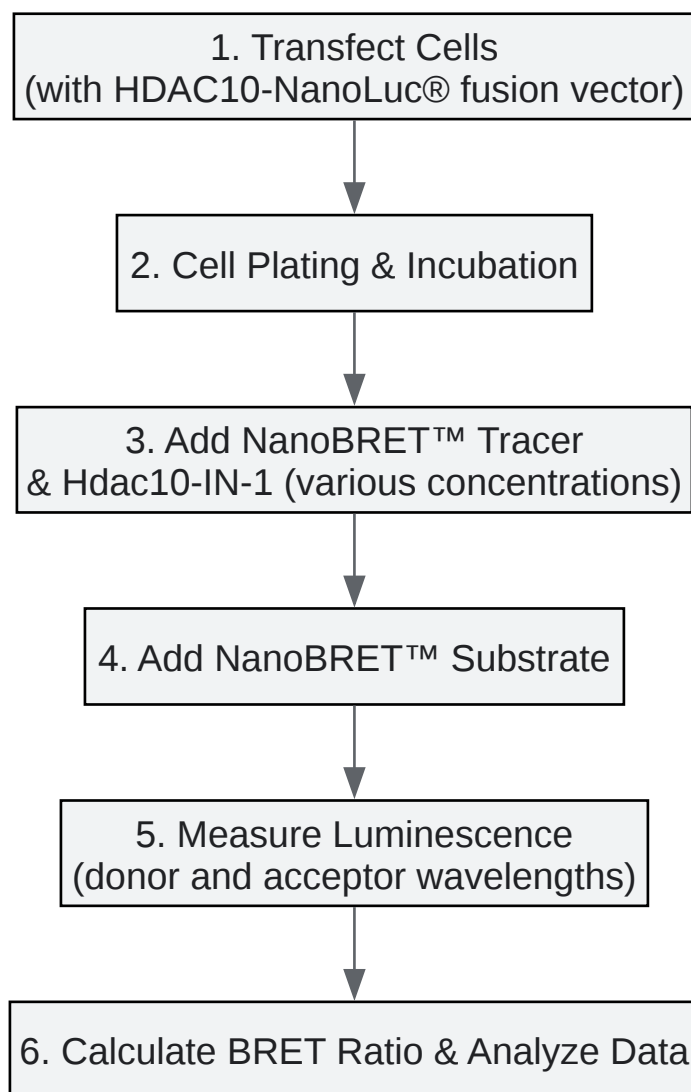 1. Transfect Cells
(with HDAC10-NanoLuc® fusion vector)
2. Cell Plating & Incubation
3. Add NanoBRET™ Tracer
& Hdac10-IN-1 (various concentrations)
4. Add NanoBRET™ Substrate
5. Measure Luminescence
(donor and acceptor wavelengths)
6. Calculate BRET Ratio & Analyze Data